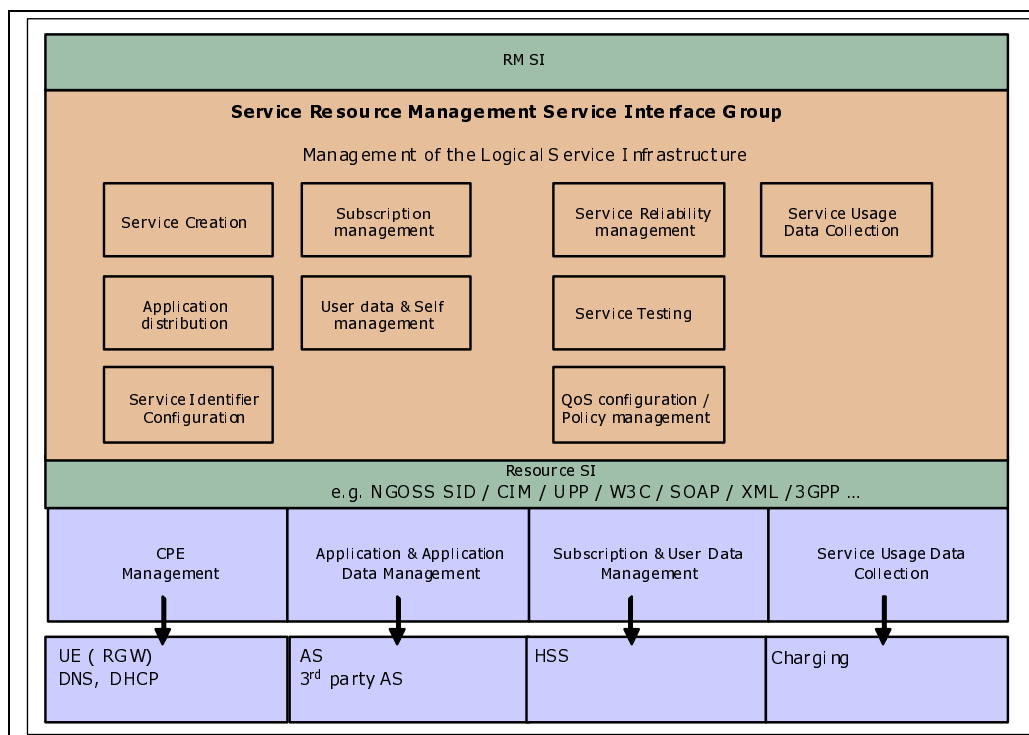 RM SI
Service Resource Management Service Interface Group
Management of the Logical Service Infrastructure
Service Creation
Subscription
management
Service Reliability
management
Service Usage
Data Collection
Application
distribution
User data & Self
management
Service Testing
Service Identifier
Configuration
QoS configuration /
Policy management
Resource SI
e.g. NGOSS SID / CIM / UPP / W3C / SOAP / XML /3GPP ...
CPE
Management
Application & Application
Data Management
Subscription & User Data
Management
Service Usage Data
Collection
UE ( RGW)
DNS, DHCP
AS
3rd party AS
HSS
Charging